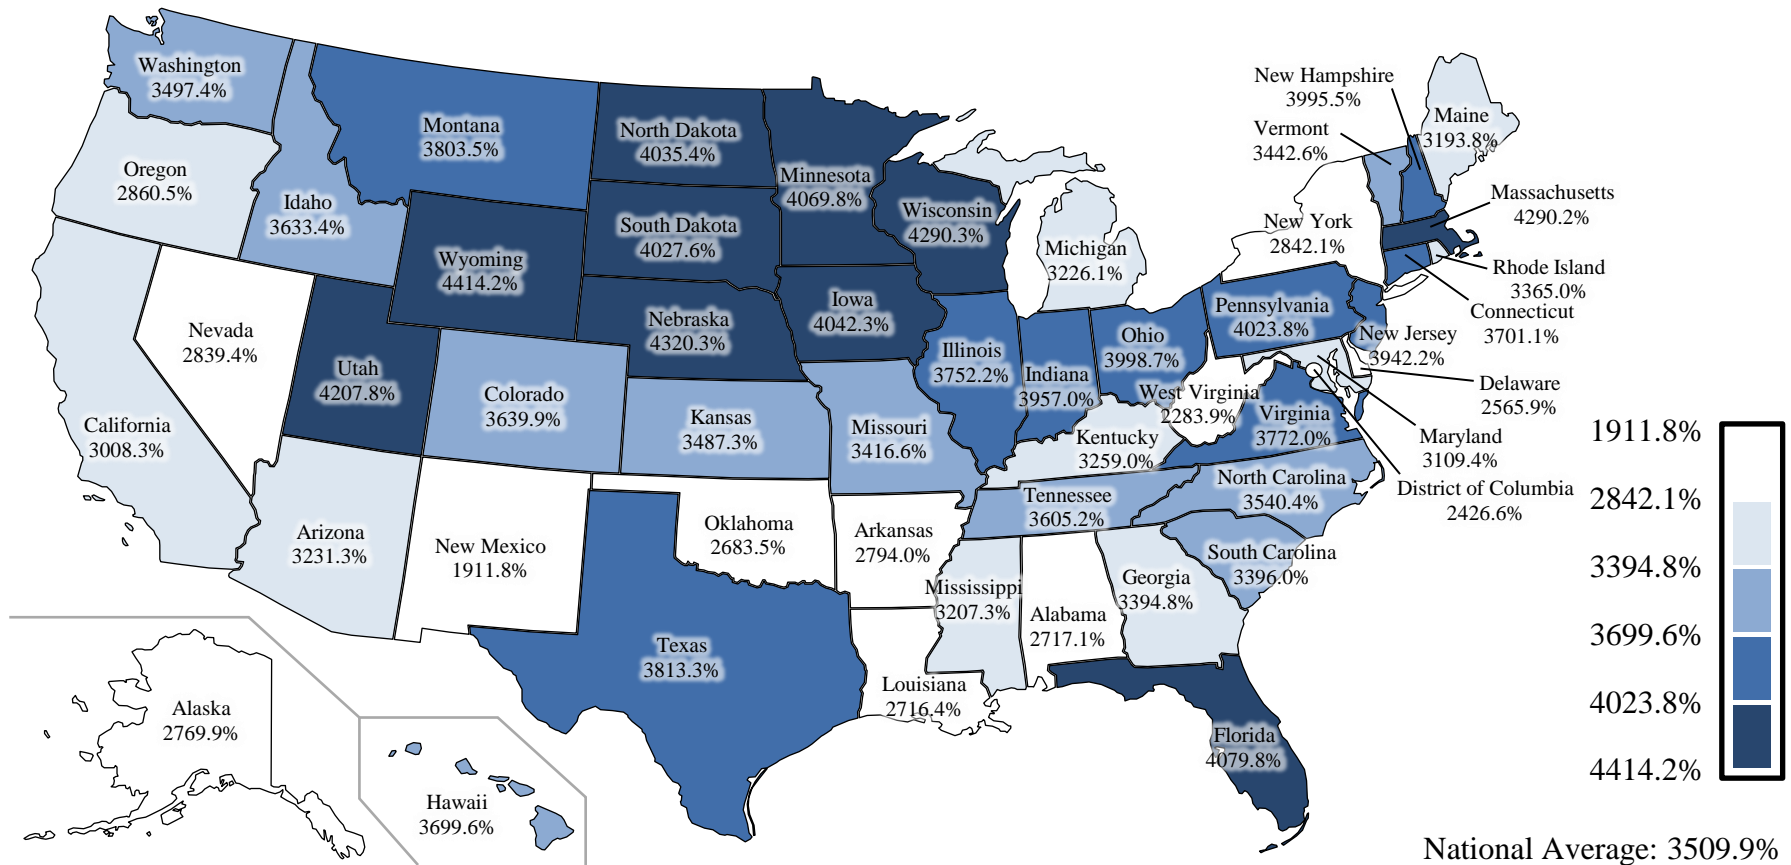 Washington
3497.4%
Oregon
2860.5%
Idaho
3633.4%
Montana
3803.5%
North Dakota
4035.4%
South Dakota
4027.6%
Minnesota
4069.8%
Wisconsin
4290.3%
Michigan
3226.1%
Wyoming
4414.2%
Nebraska
4320.3%
Iowa
4042.3%
Nevada
2839.4%
Utah
4207.8%
Colorado
3639.9%
Kansas
3487.3%
Missouri
3416.6%
Illinois
3752.2%
Indiana
3957.0%
Ohio
3998.7%
Pennsylvania
4023.8%
New York
2842.1%
Vermont
3442.6%
New Hampshire
3995.5%
Maine
3193.8%
Massachusetts
4290.2%
Rhode Island
3365.0%
Connecticut
3701.1%
New Jersey
3942.2%
Delaware
2565.9%
Maryland
3109.4%
District of Columbia
2426.6%
West Virginia
2283.9%
Virginia
3772.0%
Kentucky
3259.0%
Tennessee
3605.2%
North Carolina
3540.4%
South Carolina
3396.0%
Georgia
3394.8%
Alabama
2717.1%
Mississippi
3207.3%
Louisiana
2716.4%
Arkansas
2794.0%
Oklahoma
2683.5%
Texas
3813.3%
New Mexico
1911.8%
Arizona
3231.3%
California
3008.3%
Alaska
2769.9%
Hawaii
3699.6%
Florida
4079.8%
1911.8%
2842.1%
3394.8%
3699.6%
4023.8%
4414.2%
National Average: 3509.9%